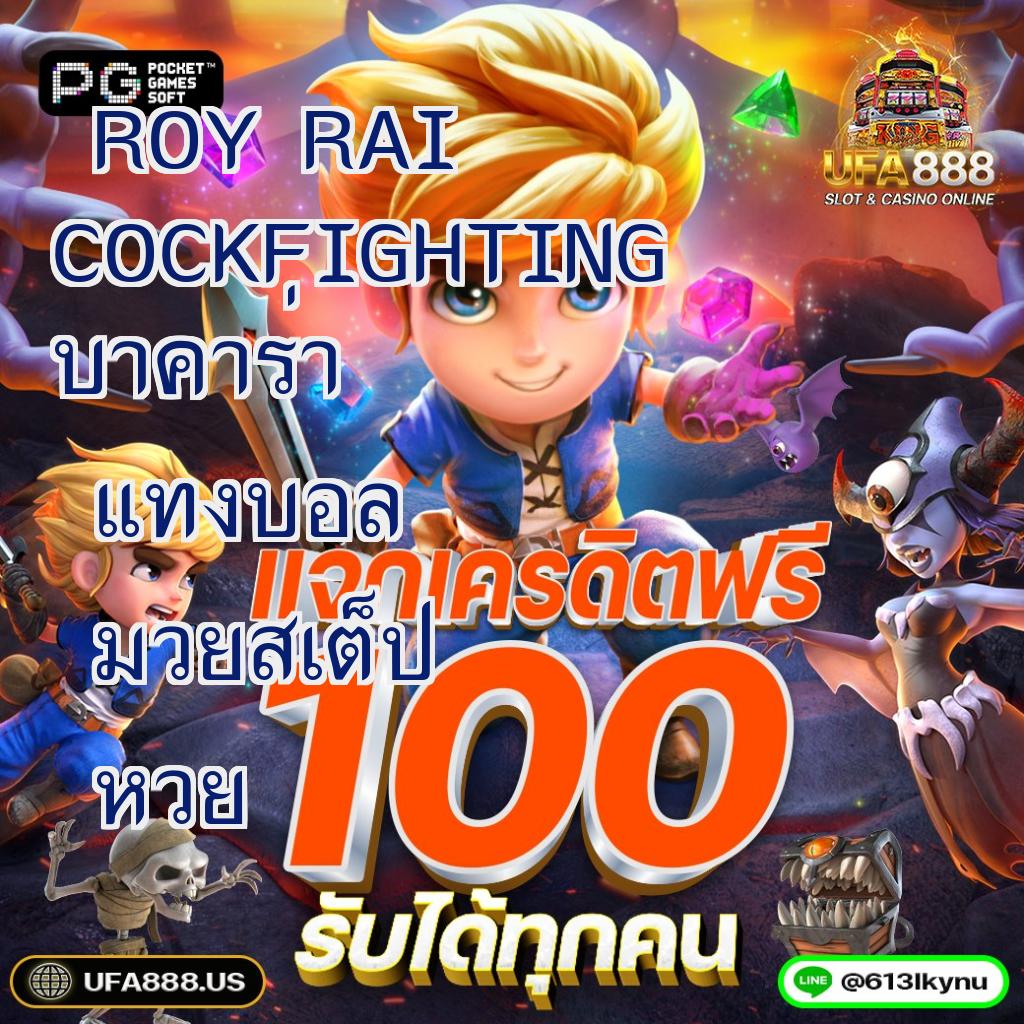 PG POCKET GAMES SOFT™
UFA888
SLOT & CASINO ONLINE
ROY RAI
COCKFIGHTING
บาคาร่า
แทงบอล
แจกเครดิตฟรี
มวยสเต็ป
100
หวย
รับได้ทุกคน
UFA888.US
LINE @613lkynu